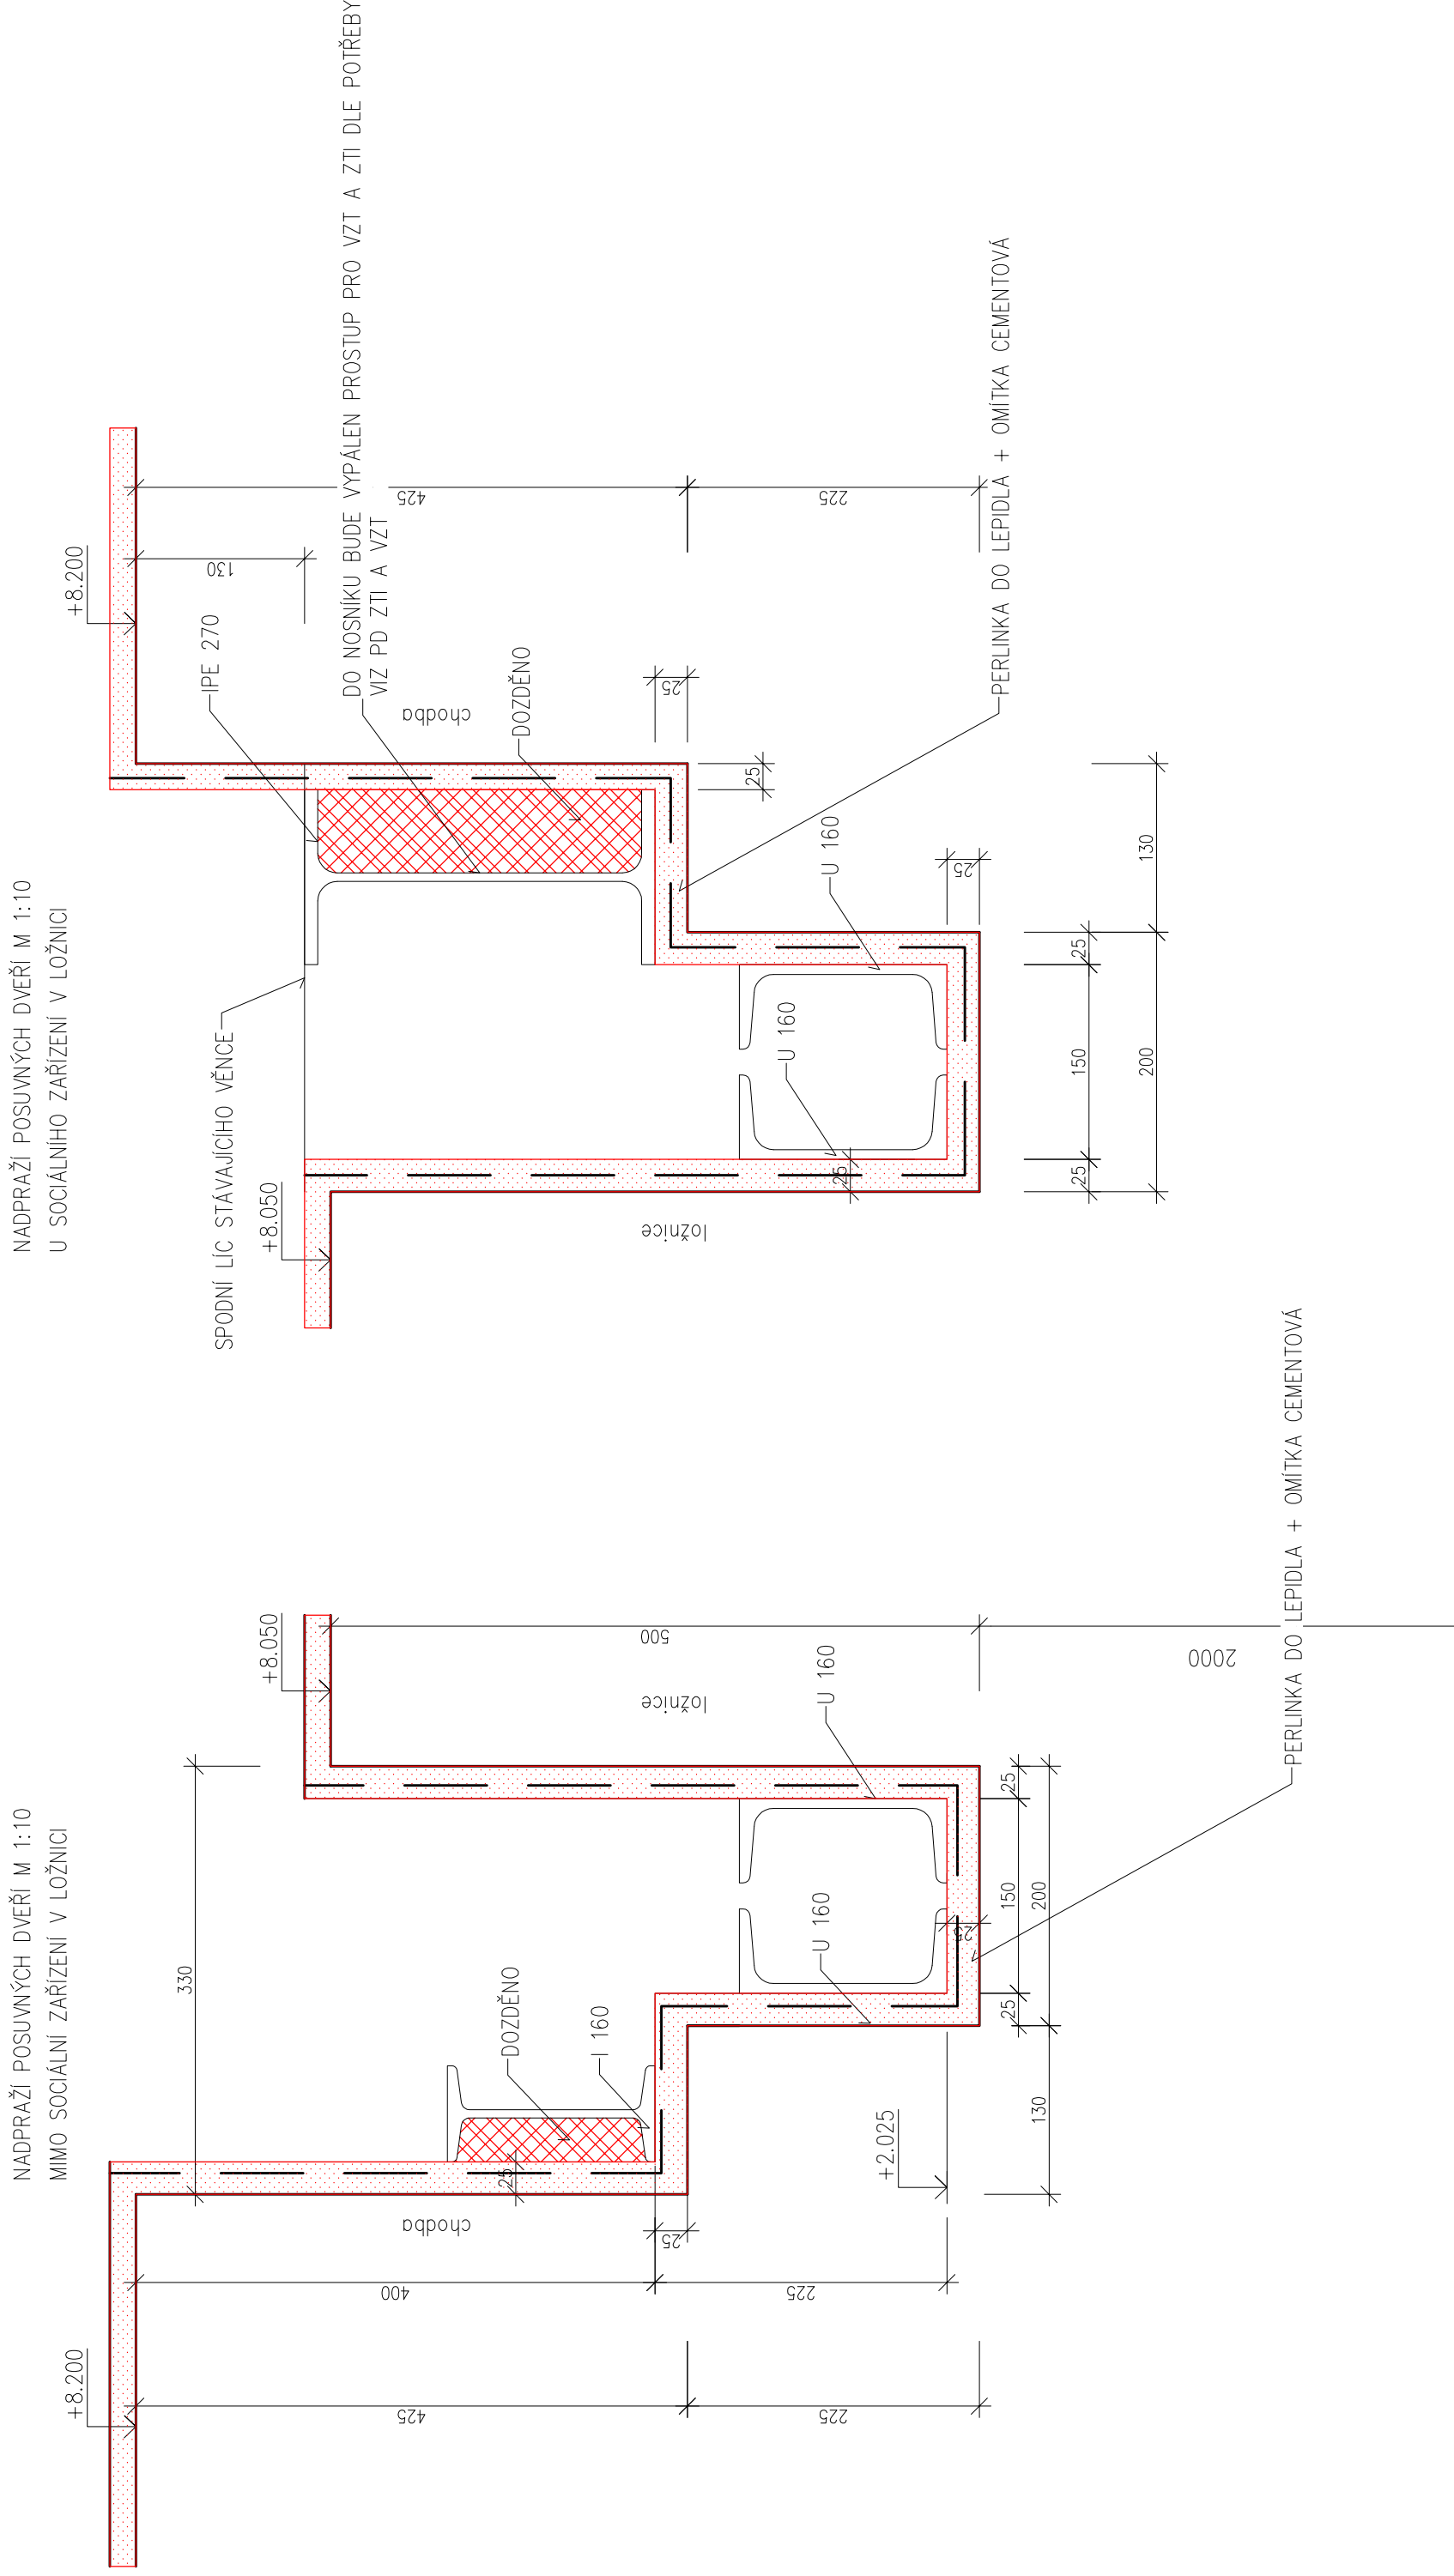 NADPRAŽÍ POSUVNÝCH DVEŘÍ M 1:10
MIMO SOCIÁLNÍ ZAŘÍZENÍ V LOŽNICI
+8.200
+8.050
330
chodba
ložnice
DOZDĚNO
I 160
U 160
U 160
25
25
25
400
225
425
225
500
2000
+2.025
25
150
25
130
200
PERLINKA DO LEPIDLA + OMÍTKA CEMENTOVÁ
NADPRAŽÍ POSUVNÝCH DVEŘÍ M 1:10
U SOCIÁLNÍHO ZAŘÍZENÍ V LOŽNICI
SPODNÍ LÍC STÁVAJÍCÍHO VĚNCE
+8.050
+8.200
IPE 270
130
DO NOSNÍKU BUDE VYPÁLEN PROSTUP PRO VZT A ZTI DLE POTŘEBY
VIZ PD ZTI A VZT
chodba
DOZDĚNO
ložnice
425
225
25
25
U 160
U 160
25
25
PERLINKA DO LEPIDLA + OMÍTKA CEMENTOVÁ
25
150
25
200
130